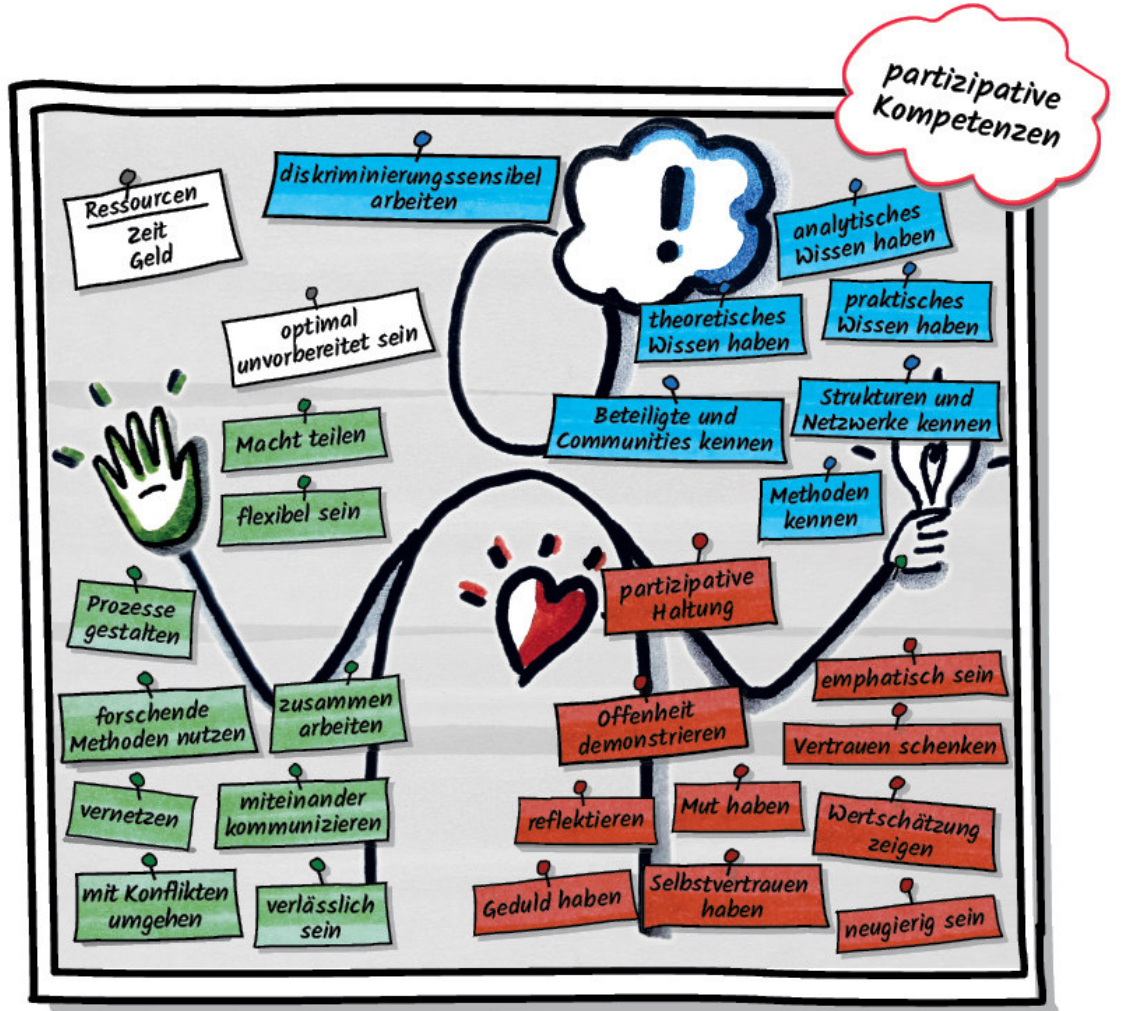 partizipative
Kompetenzen
Ressourcen
Zeit
Geld
optimal
unvorbereitet sein
diskriminierungssensibel
arbeiten
analytisches
Wissen haben
theoretisches
Wissen haben
praktisches
Wissen haben
Beteiligte und
Communities kennen
Strukturen und
Netzwerke kennen
Methoden
kennen
Macht teilen
flexibel sein
Prozesse
gestalten
forschende
Methoden nutzen
zusammen
arbeiten
vernetzen
miteinander
kommunizieren
mit Konflikten
umgehen
verlässlich
sein
partizipative
Haltung
Offenheit
demonstrieren
emphatisch sein
Vertrauen schenken
reflektieren
Mut haben
Wertschätzung
zeigen
Geduld haben
Selbstvertrauen
haben
neugierig sein